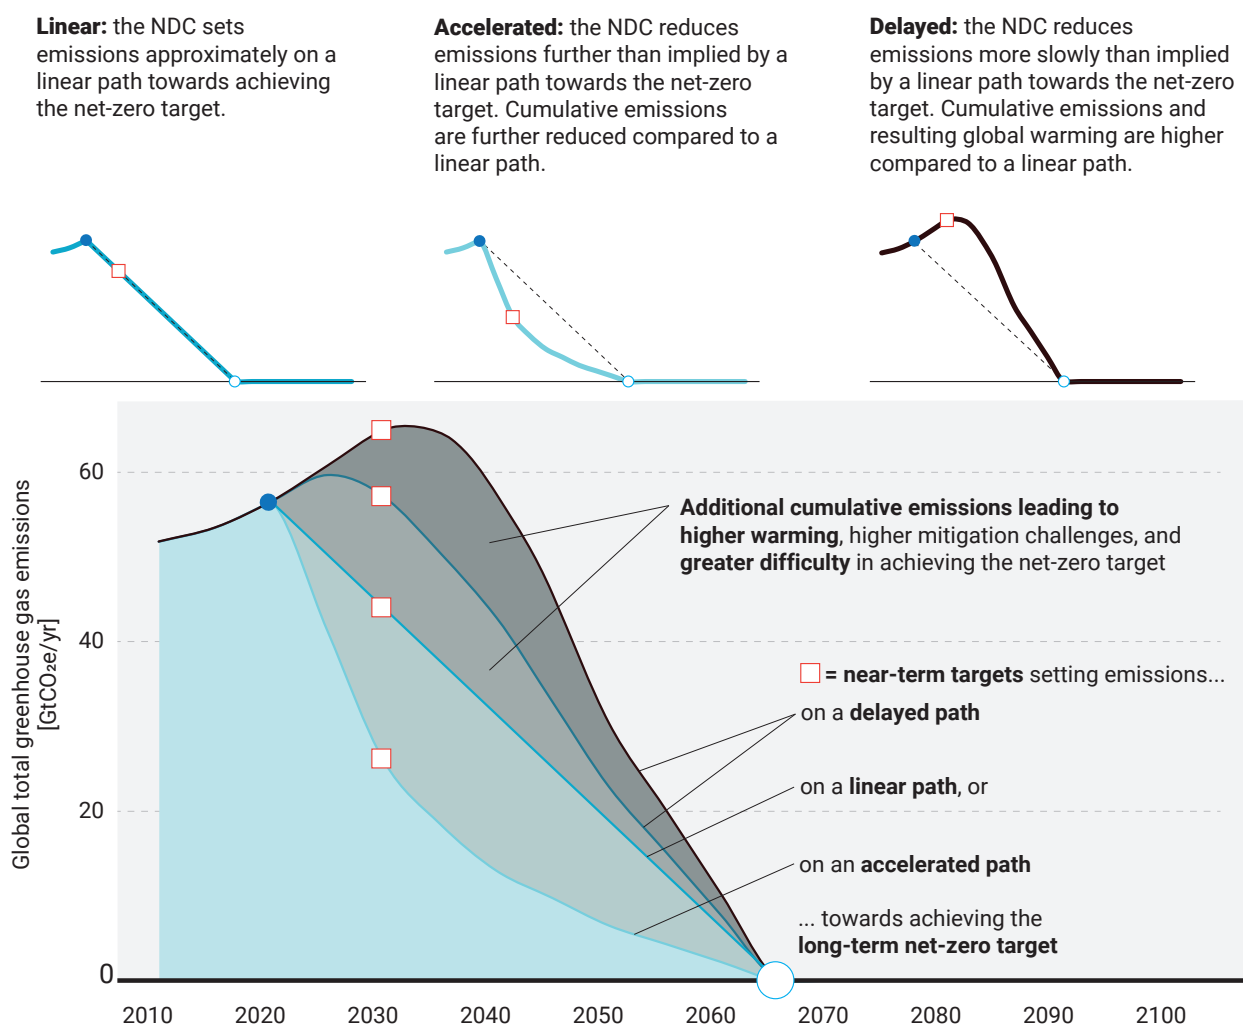 Linear: the NDC sets
emissions approximately on a
linear path towards achieving
the net-zero target.
Accelerated: the NDC reduces
emissions further than implied by a
linear path towards the net-zero
target. Cumulative emissions
are further reduced compared to a
linear path.
Delayed: the NDC reduces
emissions more slowly than implied
by a linear path towards the net-zero
target. Cumulative emissions and
resulting global warming are higher
compared to a linear path.
Global total greenhouse gas emissions
[GtCO₂e/yr]
60
40
20
0
Additional cumulative emissions leading to
higher warming, higher mitigation challenges, and
greater difficulty in achieving the net-zero target
= near-term targets setting emissions...
on a delayed path
on a linear path, or
on an accelerated path
... towards achieving the
long-term net-zero target
2010 2020 2030 2040 2050 2060 2070 2080 2090 2100